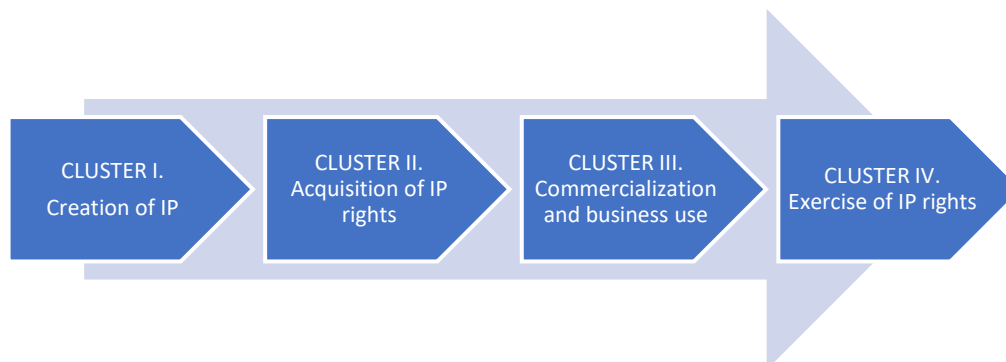 CLUSTER I.
Creation of IP
CLUSTER II.
Acquisition of IP
rights
CLUSTER III.
Commercialization
and business use
CLUSTER IV.
Exercise of IP rights